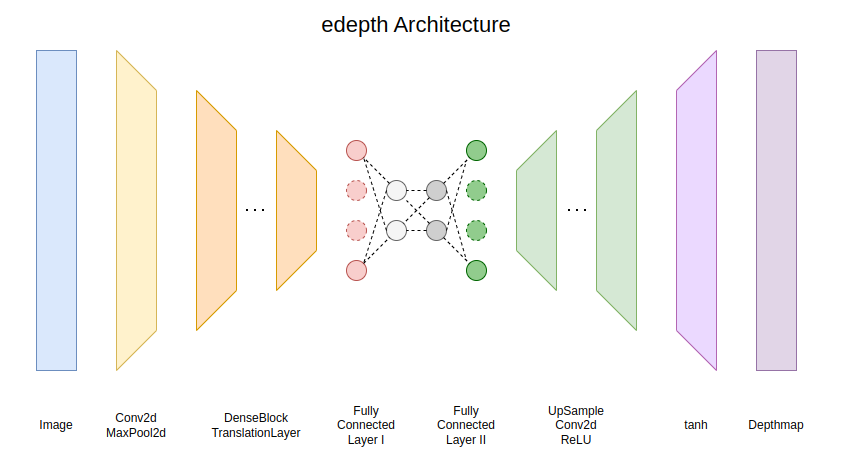 edepth Architecture
...
...
Image
Conv2d
MaxPool2d
DenseBlock
TranslationLayer
Fully
Connected
Layer I
Fully
Connected
Layer II
UpSample
Conv2d
ReLU
tanh
Depthmap